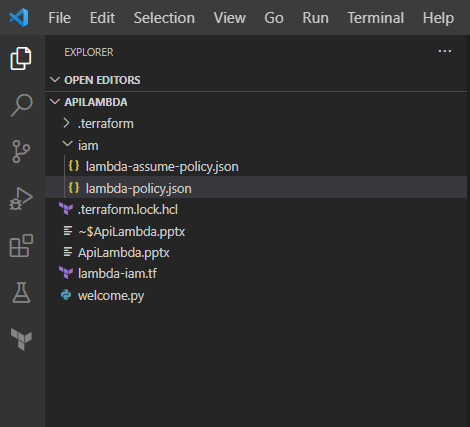 File Edit Selection View Go Run Terminal Help
EXPLORER ...
OPEN EDITORS
APILAMBDA
.terraform
iam
{ } lambda-assume-policy.json
{ } lambda-policy.json
.terraform.lock.hcl
~$ApiLambda.pptx
ApiLambda.pptx
lambda-iam.tf
welcome.py